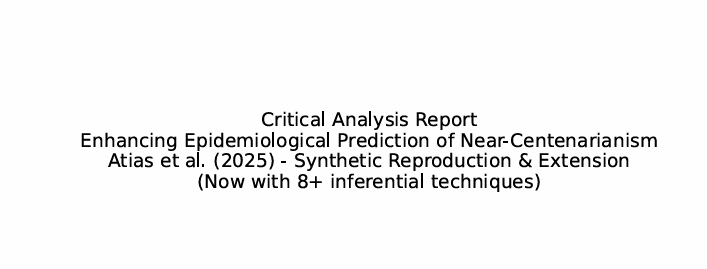 Critical Analysis Report
Enhancing Epidemiological Prediction of Near-Centenarianism
Atias et al. (2025) - Synthetic Reproduction & Extension
(Now with 8+ inferential techniques)